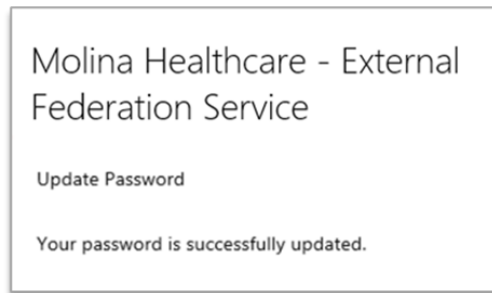 Molina Healthcare - External
Federation Service
Update Password
Your password is successfully updated.